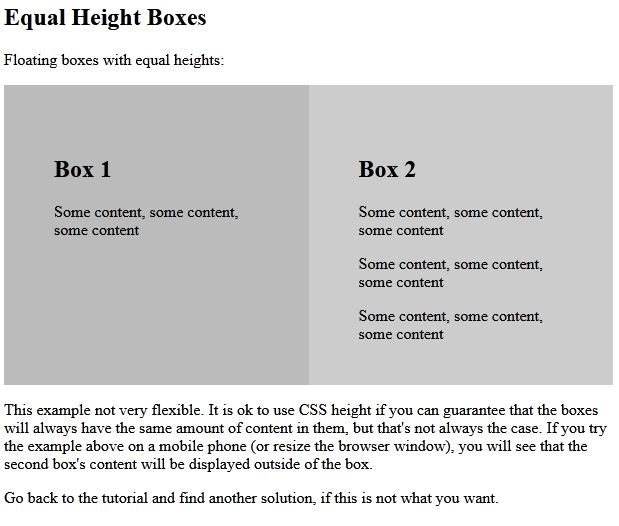 Equal Height Boxes
Floating boxes with equal heights:
Box 1
Some content, some content,
some content
Box 2
Some content, some content,
some content
Some content, some content,
some content
Some content, some content,
some content
This example not very flexible. It is ok to use CSS height if you can guarantee that the boxes
will always have the same amount of content in them, but that's not always the case. If you try
the example above on a mobile phone (or resize the browser window), you will see that the
second box's content will be displayed outside of the box.
Go back to the tutorial and find another solution, if this is not what you want.